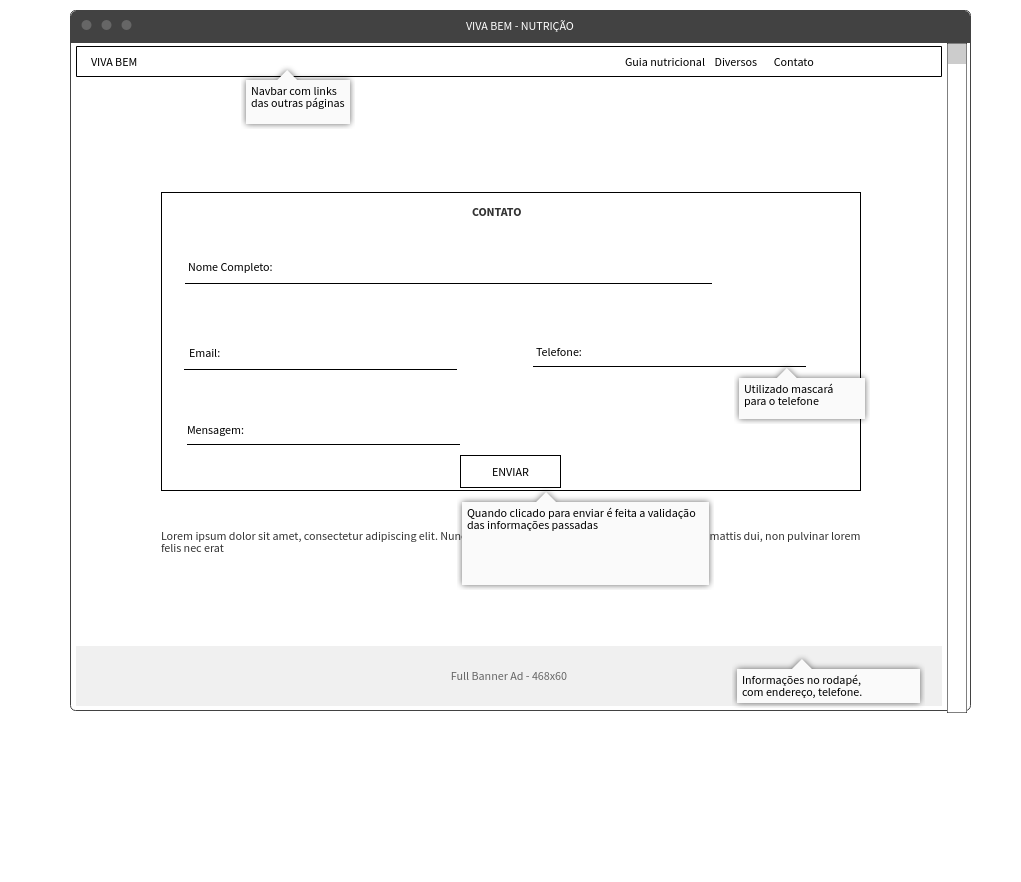 VIVA BEM - NUTRIÇÃO
VIVA BEM
Guia nutricional Diversos Contato
Navbar com links
das outras páginas
CONTATO
Nome Completo:
Email:
Telefone:
Utilizado mascará
para o telefone
Mensagem:
ENVIAR
Quando clicado para enviar é feita a validação
das informações passadas
Lorem ipsum dolor sit amet, consectetur adipiscing elit. mattis dui, non pulvinar lorem
felis nec erat
Full Banner Ad - 468x60
Informações no rodapé,
com endereço, telefone.